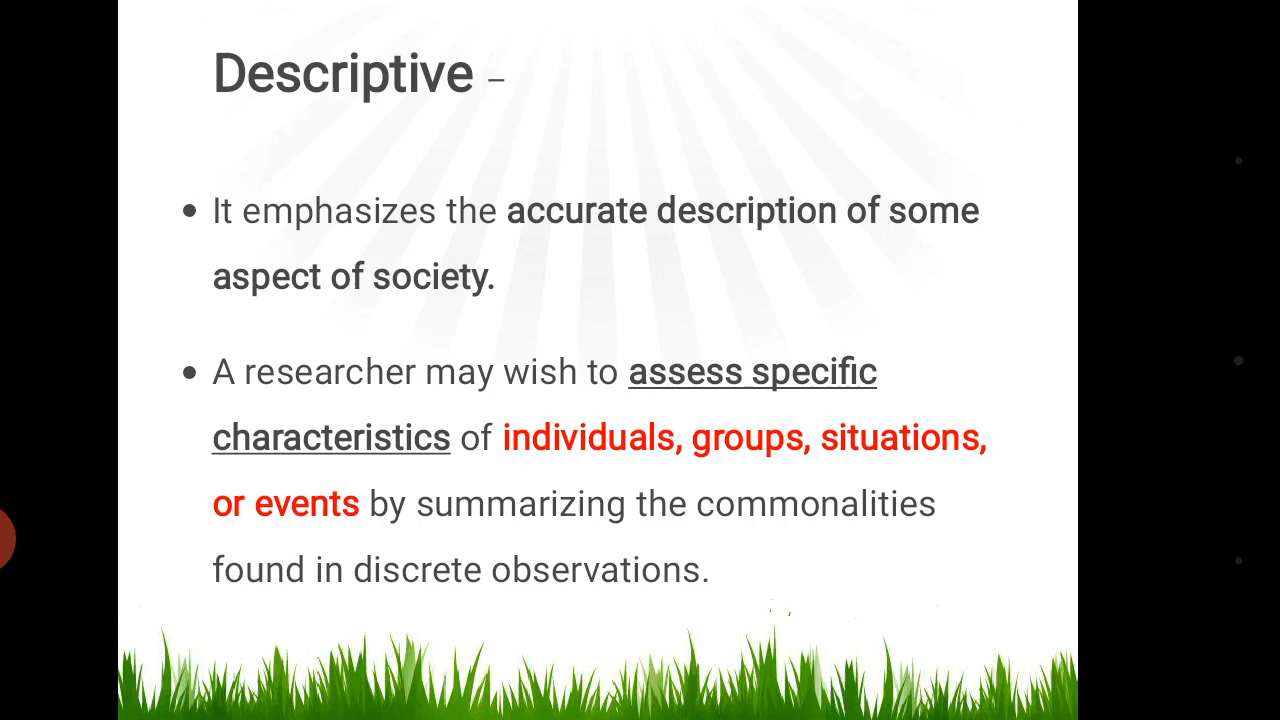 Descriptive –
• It emphasizes the accurate description of some
aspect of society.
• A researcher may wish to assess specific
characteristics of individuals, groups, situations,
or events by summarizing the commonalities
found in discrete observations.